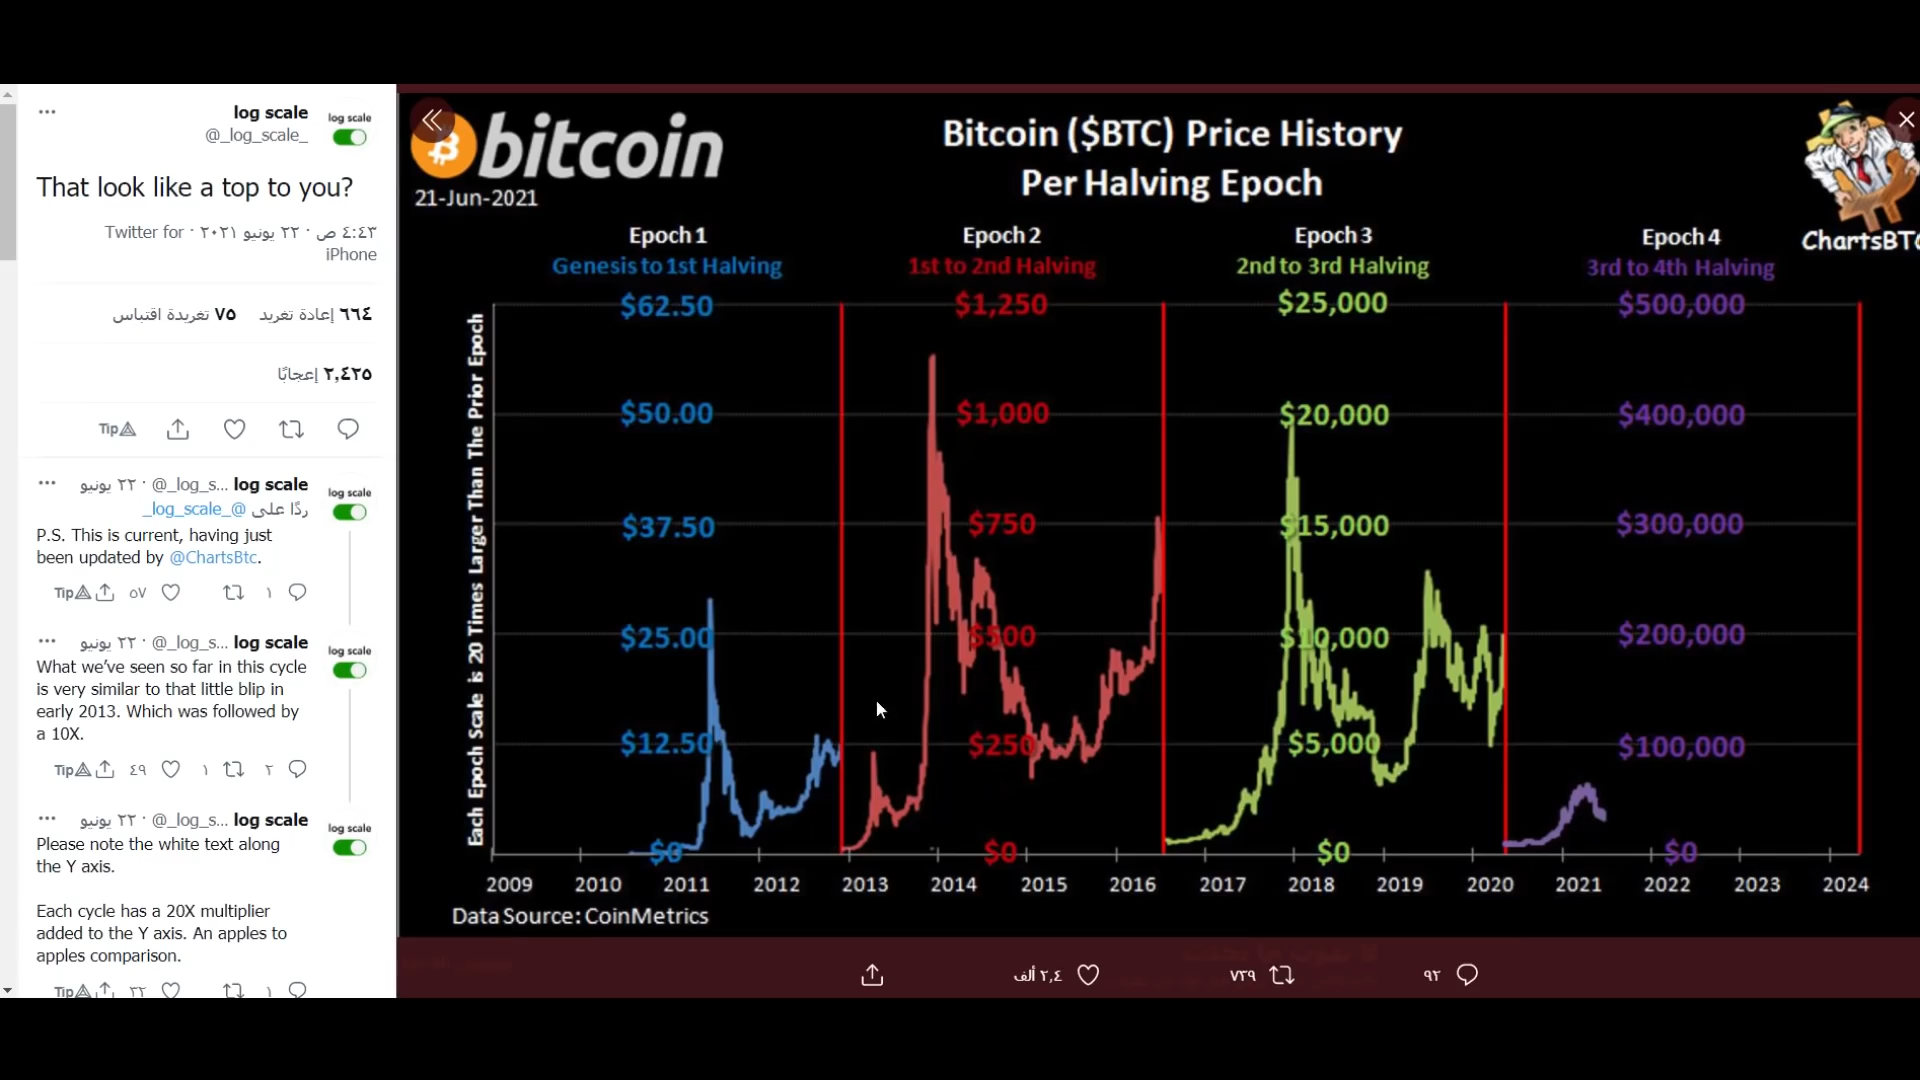 log scale
@_log_scale_
log scale
That look like a top to you?
٤:٤٣ ص · ٢٢ يونيو ٢٠٢١ · Twitter for
iPhone
٦٦٤ إعادة تغريد ٧٥ تغريدة اقتباس
٢,٤٢٥ إعجابًا
Tip
log scale @_log_s... · ٢٢ يونيو
log scale
ردًا على @_log_scale_
P.S. This is current, having just
been updated by @ChartsBtc.
Tip ٥٧ ١
log scale @_log_s... · ٢٢ يونيو
log scale
What we've seen so far in this cycle
is very similar to that little blip in
early 2013. Which was followed by
a 10X.
Tip ٤٩ ١ ٢
log scale @_log_s... · ٢٢ يونيو
log scale
Please note the white text along
the Y axis.
Each cycle has a 20X multiplier
added to the Y axis. An apples to
apples comparison.
Tip ٣٢ ١
bitcoin
21-Jun-2021
Bitcoin ($BTC) Price History
Per Halving Epoch
ChartsBTC
Epoch 1
Genesis to 1st Halving
Epoch 2
1st to 2nd Halving
Epoch 3
2nd to 3rd Halving
Epoch 4
3rd to 4th Halving
Each Epoch Scale is 20 Times Larger Than The Prior Epoch
$62.50 $1,250 $25,000 $500,000
$50.00 $1,000 $20,000 $400,000
$37.50 $750 $15,000 $300,000
$25.00 $500 $10,000 $200,000
$12.50 $250 $5,000 $100,000
$0 $0 $0 $0
2009 2010 2011 2012 2013 2014 2015 2016 2017 2018 2019 2020 2021 2022 2023 2024
Data Source: CoinMetrics
٢,٤ ألف ٧٣٩ ٩٢